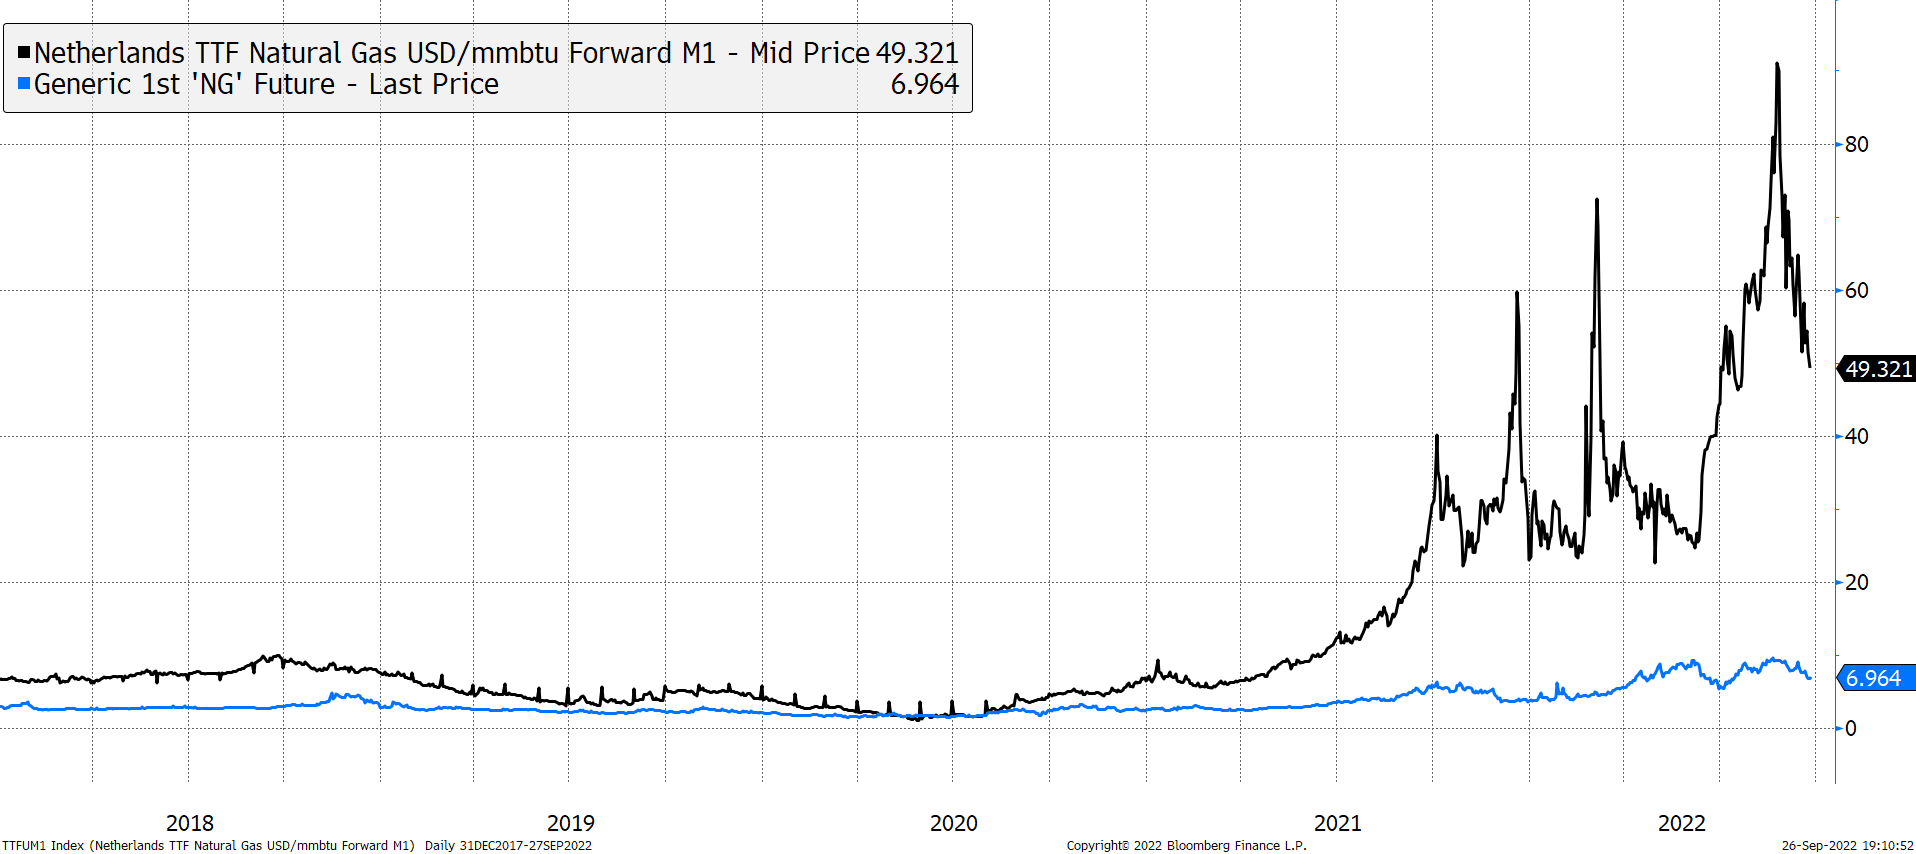 Netherlands TTF Natural Gas USD/mmbtu Forward M1 - Mid Price 49.321
Generic 1st 'NG' Future - Last Price 6.964
80
60
49.321
40
20
6.964
0
2018 2019 2020 2021 2022
TTFUM1 Index (Netherlands TTF Natural Gas USD/mmbtu Forward M1) Daily 31DEC2017-27SEP2022 Copyright© 2022 Bloomberg Finance L.P. 26-Sep-2022 19:10:52